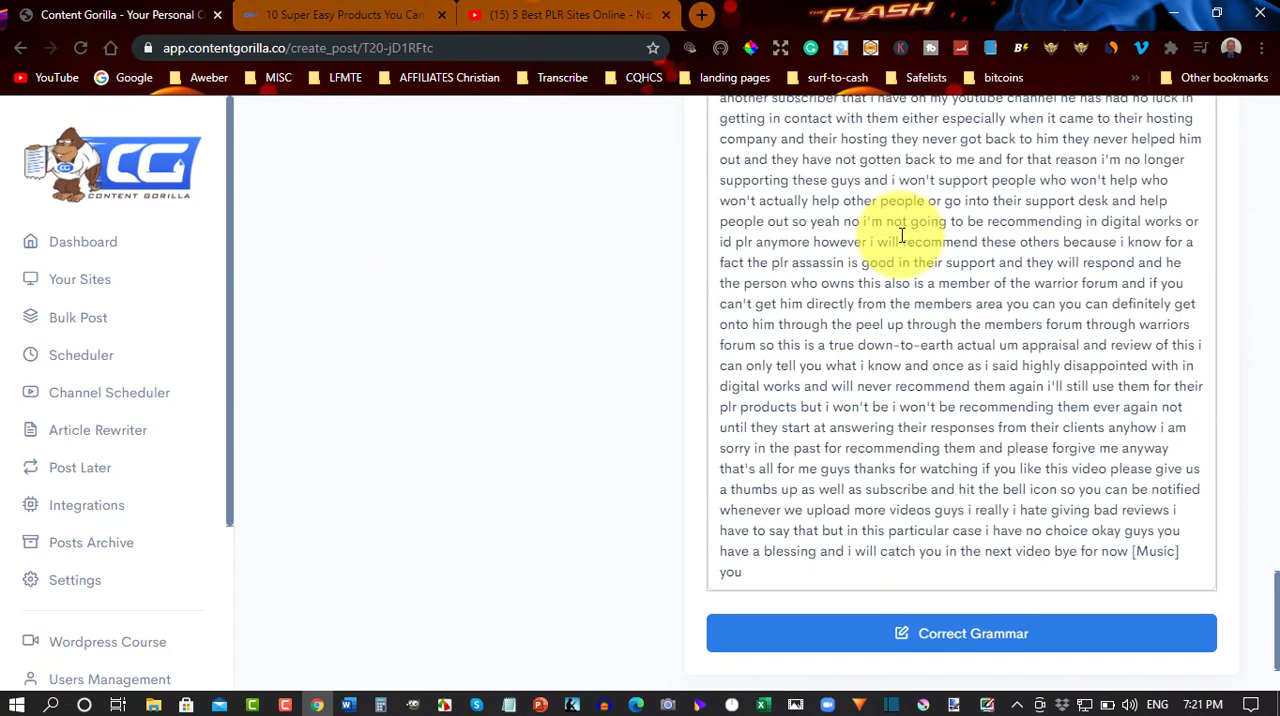 THE FLASH
Content Gorilla - Your Personal C
10 Super Easy Products You Can
(15) 5 Best PLR Sites Online - No
app.contentgorilla.co/create_post/T20-jD1RFtc
YouTube
Google
Aweber
MISC
LFMTE
AFFILIATES Christian
Transcribe
CQHCS
landing pages
surf-to-cash
Safelists
bitcoins
Other bookmarks
CG
CONTENT GORILLA
Dashboard
Your Sites
Bulk Post
Scheduler
Channel Scheduler
Article Rewriter
Post Later
Integrations
Posts Archive
Settings
Wordpress Course
Users Management
another subscriber that i have on my youtube channel he has had no luck in
getting in contact with them either especially when it came to their hosting
company and their hosting they never got back to him they never helped him
out and they have not gotten back to me and for that reason i'm no longer
supporting these guys and i won't support people who won't help who
won't actually help other people or go into their support desk and help
people out so yeah no i'm not going to be recommending in digital works or
id plr anymore however i will recommend these others because i know for a
fact the plr assassin is good in their support and they will respond and he
the person who owns this also is a member of the warrior forum and if you
can't get him directly from the members area you can you can definitely get
onto him through the peel up through the members forum through warriors
forum so this is a true down-to-earth actual um appraisal and review of this i
can only tell you what i know and once as i said highly disappointed with in
digital works and will never recommend them again i'll still use them for their
plr products but i won't be i won't be recommending them ever again not
until they start at answering their responses from their clients anyhow i am
sorry in the past for recommending them and please forgive me anyway
that's all for me guys thanks for watching if you like this video please give us
a thumbs up as well as subscribe and hit the bell icon so you can be notified
whenever we upload more videos guys i really i hate giving bad reviews i
have to say that but in this particular case i have no choice okay guys you
have a blessing and i will catch you in the next video bye for now [Music]
you
Correct Grammar
ENG
7:21 PM